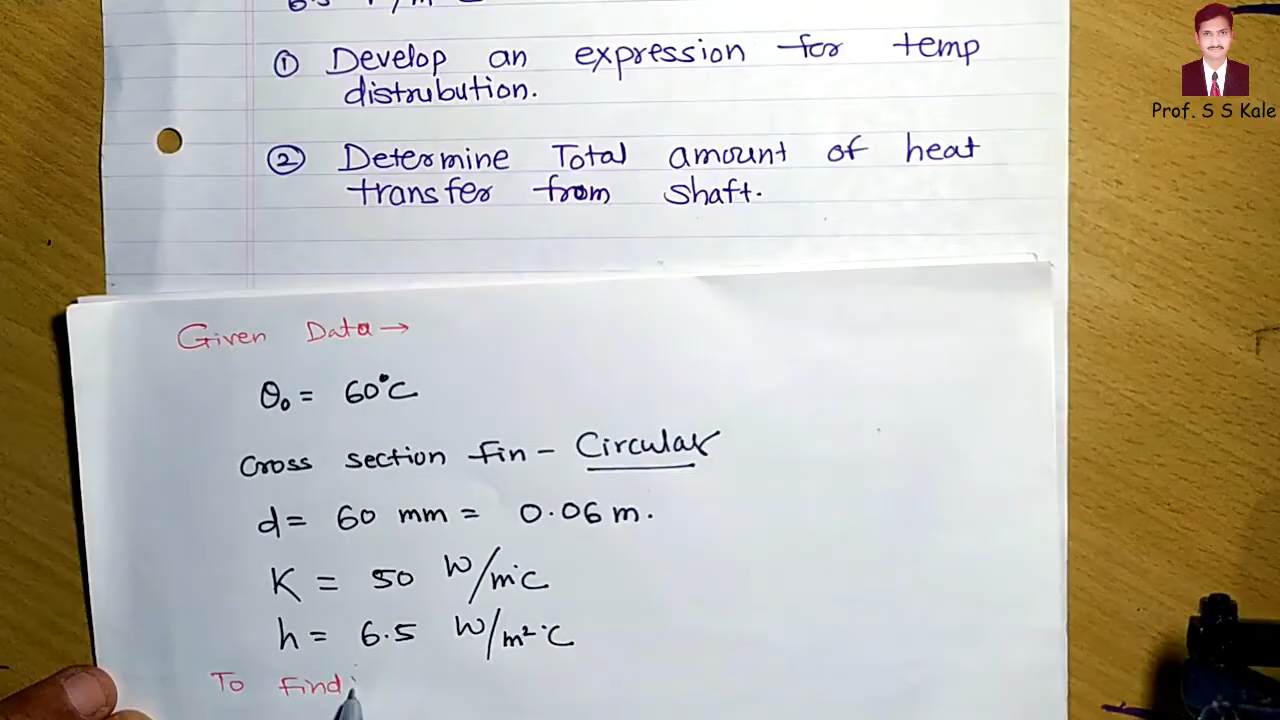 ① Develop an expression for temp
distrubution.
② Determine Total amount of heat
transfer from shaft.
Given Data →
θ₀ = 60°C
Cross section fin - Circular
d = 60 mm = 0.06 m.
K = 50 W/m°C
h = 6.5 W/m²°C
To Find:
Prof. S S Kale